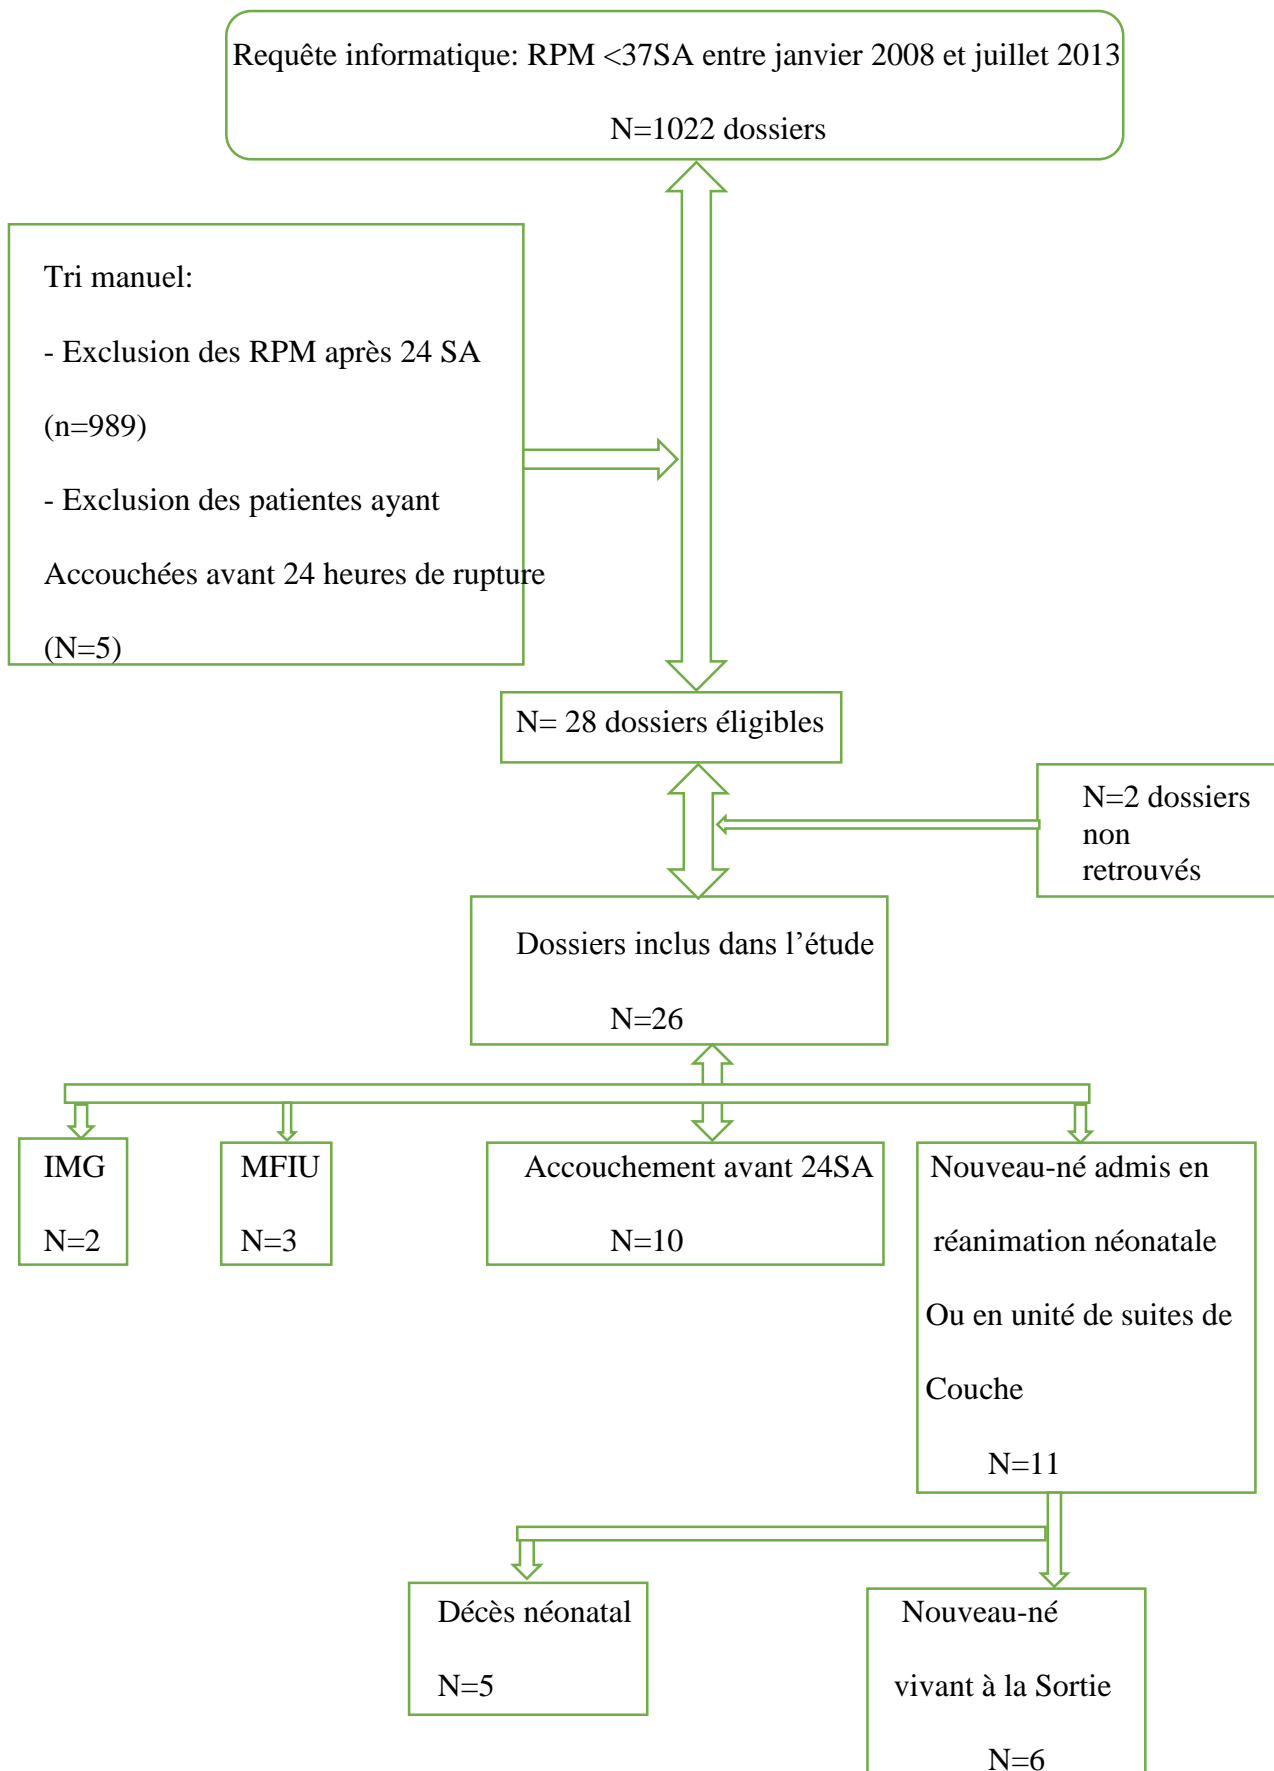 Requête informatique: RPM <37SA entre janvier 2008 et juillet 2013
N=1022 dossiers
Tri manuel:
- Exclusion des RPM après 24 SA
(n=989)
- Exclusion des patientes ayant
Accouchées avant 24 heures de rupture
(N=5)
N= 28 dossiers éligibles
N=2 dossiers
non
retrouvés
Dossiers inclus dans l’étude
N=26
IMG
N=2
MFIU
N=3
Accouchement avant 24SA
N=10
Nouveau-né admis en
réanimation néonatale
Ou en unité de suites de
Couche
N=11
Décès néonatal
N=5
Nouveau-né
vivant à la Sortie
N=6